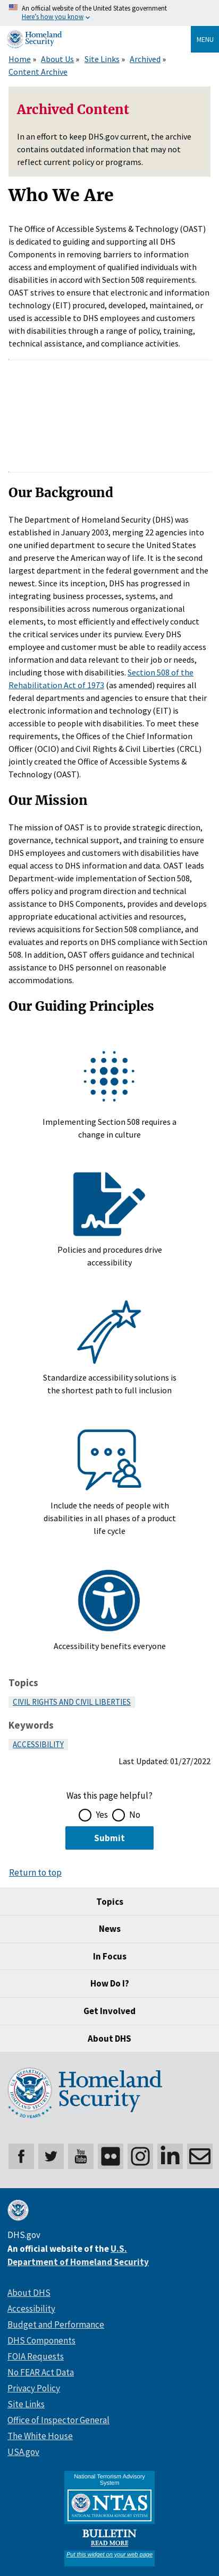 An official website of the United States government
Here's how you know
Homeland
Security
MENU
Home » About Us » Site Links » Archived »
Content Archive
Archived Content
In an effort to keep DHS.gov current, the archive
contains outdated information that may not
reflect current policy or programs.
Who We Are
The Office of Accessible Systems & Technology (OAST)
is dedicated to guiding and supporting all DHS
Components in removing barriers to information
access and employment of qualified individuals with
disabilities in accord with Section 508 requirements.
OAST strives to ensure that electronic and information
technology (EIT) procured, developed, maintained, or
used is accessible to DHS employees and customers
with disabilities through a range of policy, training,
technical assistance, and compliance activities.
Our Background
The Department of Homeland Security (DHS) was
established in January 2003, merging 22 agencies into
one unified department to secure the United States
and preserve the American way of life. It is the second
largest department in the federal government and the
newest. Since its inception, DHS has progressed in
integrating business processes, systems, and
responsibilities across all organizational
elements, to efficiently and effectively conduct
the critical services under its purview. Every DHS
employee and customer must be able to readily access
information and data relevant to their unique needs,
including those with disabilities. Section 508 of the
Rehabilitation Act of 1973 (as amended) requires all
federal departments and agencies to ensure that their
electronic and information technology (EIT) is
accessible to people with disabilities. From this
requirement, the Offices of the Chief Information
Officer (OCIO) and Civil Rights & Civil Liberties (CRCL)
jointly created the Office of Accessible Systems &
Technology (OAST).
Our Mission
The mission of OAST is to provide strategic direction,
governance, technical support, and training to ensure
DHS employees and customers with disabilities have
equal access to DHS information and data. OAST leads
Department-wide implementation of Section 508,
offers policy and program direction and technical
assistance to DHS Components, provides and develops
appropriate educational activities and resources,
reviews acquisitions for Section 508 compliance, and
evaluates and reports on DHS compliance with Section
508. In addition, OAST offers guidance and technical
assistance to DHS personnel on reasonable
accommodations.
Our Guiding Principles
Implementing Section 508 requires a
change in culture
Policies and procedures drive
accessibility
Standardize accessibility solutions is
the shortest path to full inclusion
Include the needs of people with
disabilities in all phases of a product
life cycle
Accessibility benefits everyone
Topics
CIVIL RIGHTS AND CIVIL LIBERTIES
Keywords
ACCESSIBILITY
Last Updated: 01/27/2022
Was this page helpful?
Yes No
Submit
Return to top
Topics
News
In Focus
How Do I?
Get Involved
About DHS
Homeland
Security
20 YEARS
DHS.gov
An official website of the U.S.
Department of Homeland Security
About DHS
Accessibility
Budget and Performance
DHS Components
FOIA Requests
No FEAR Act Data
Privacy Policy
Site Links
Office of Inspector General
The White House
USA.gov
National Terrorism Advisory
System
NTAS
NATIONAL TERRORISM ADVISORY SYSTEM
BULLETIN
READ MORE
Put this widget on your web page